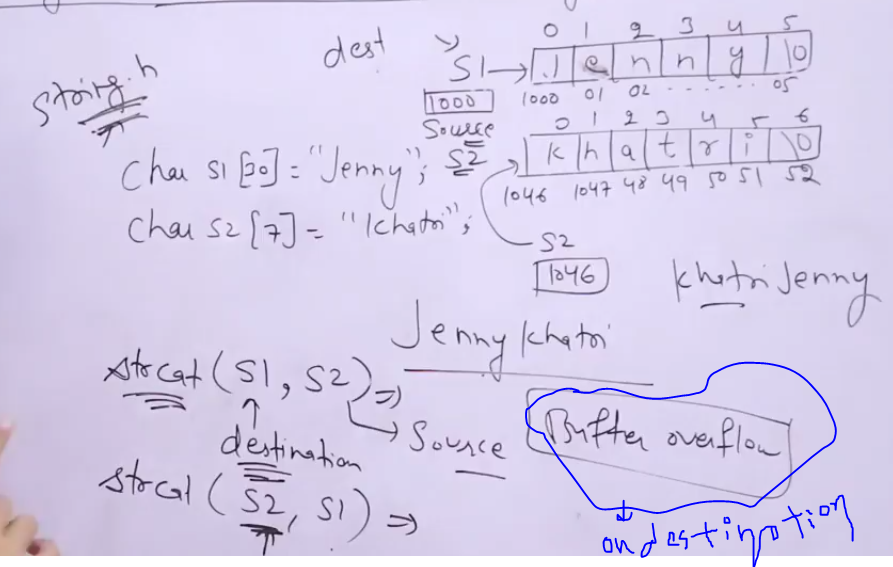 0 1 2 3 4 5
dest S1 → J e n n y \0
string.h
1000 1000 01 02 ....... 05
Source 0 1 2 3 4 5 6
char S1[20] = "Jenny"; S2 k h a t r i \0
1046 1047 48 49 50 51 52
char S2[7] = "khatri";
S2
1046
khatri Jenny
Jenny khatri
strcat(S1, S2) ⇒
destination Source
Buffer overflow
strcat(S2, S1) ⇒
on destination